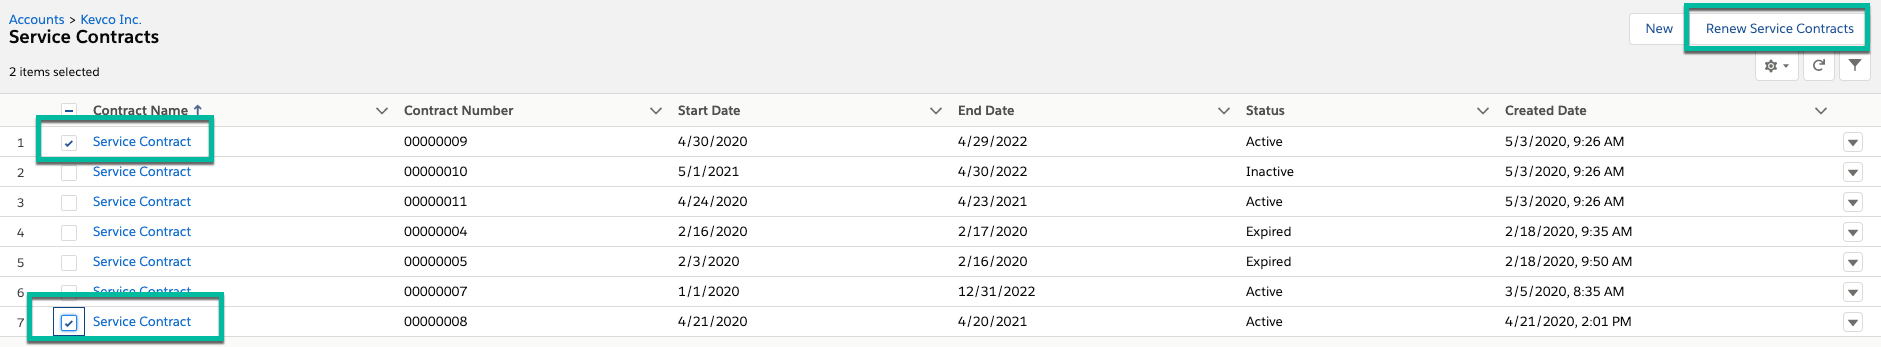 Accounts > Kevco Inc.
Service Contracts
New Renew Service Contracts
2 items selected
Contract Name ↑ Contract Number Start Date End Date Status Created Date
1 Service Contract 00000009 4/30/2020 4/29/2022 Active 5/3/2020, 9:26 AM
2 Service Contract 00000010 5/1/2021 4/30/2022 Inactive 5/3/2020, 9:26 AM
3 Service Contract 00000011 4/24/2020 4/23/2021 Active 5/3/2020, 9:26 AM
4 Service Contract 00000004 2/16/2020 2/17/2020 Expired 2/18/2020, 9:35 AM
5 Service Contract 00000005 2/3/2020 2/16/2020 Expired 2/18/2020, 9:50 AM
6 Service Contract 00000007 1/1/2020 12/31/2022 Active 3/5/2020, 8:35 AM
7 Service Contract 00000008 4/21/2020 4/20/2021 Active 4/21/2020, 2:01 PM